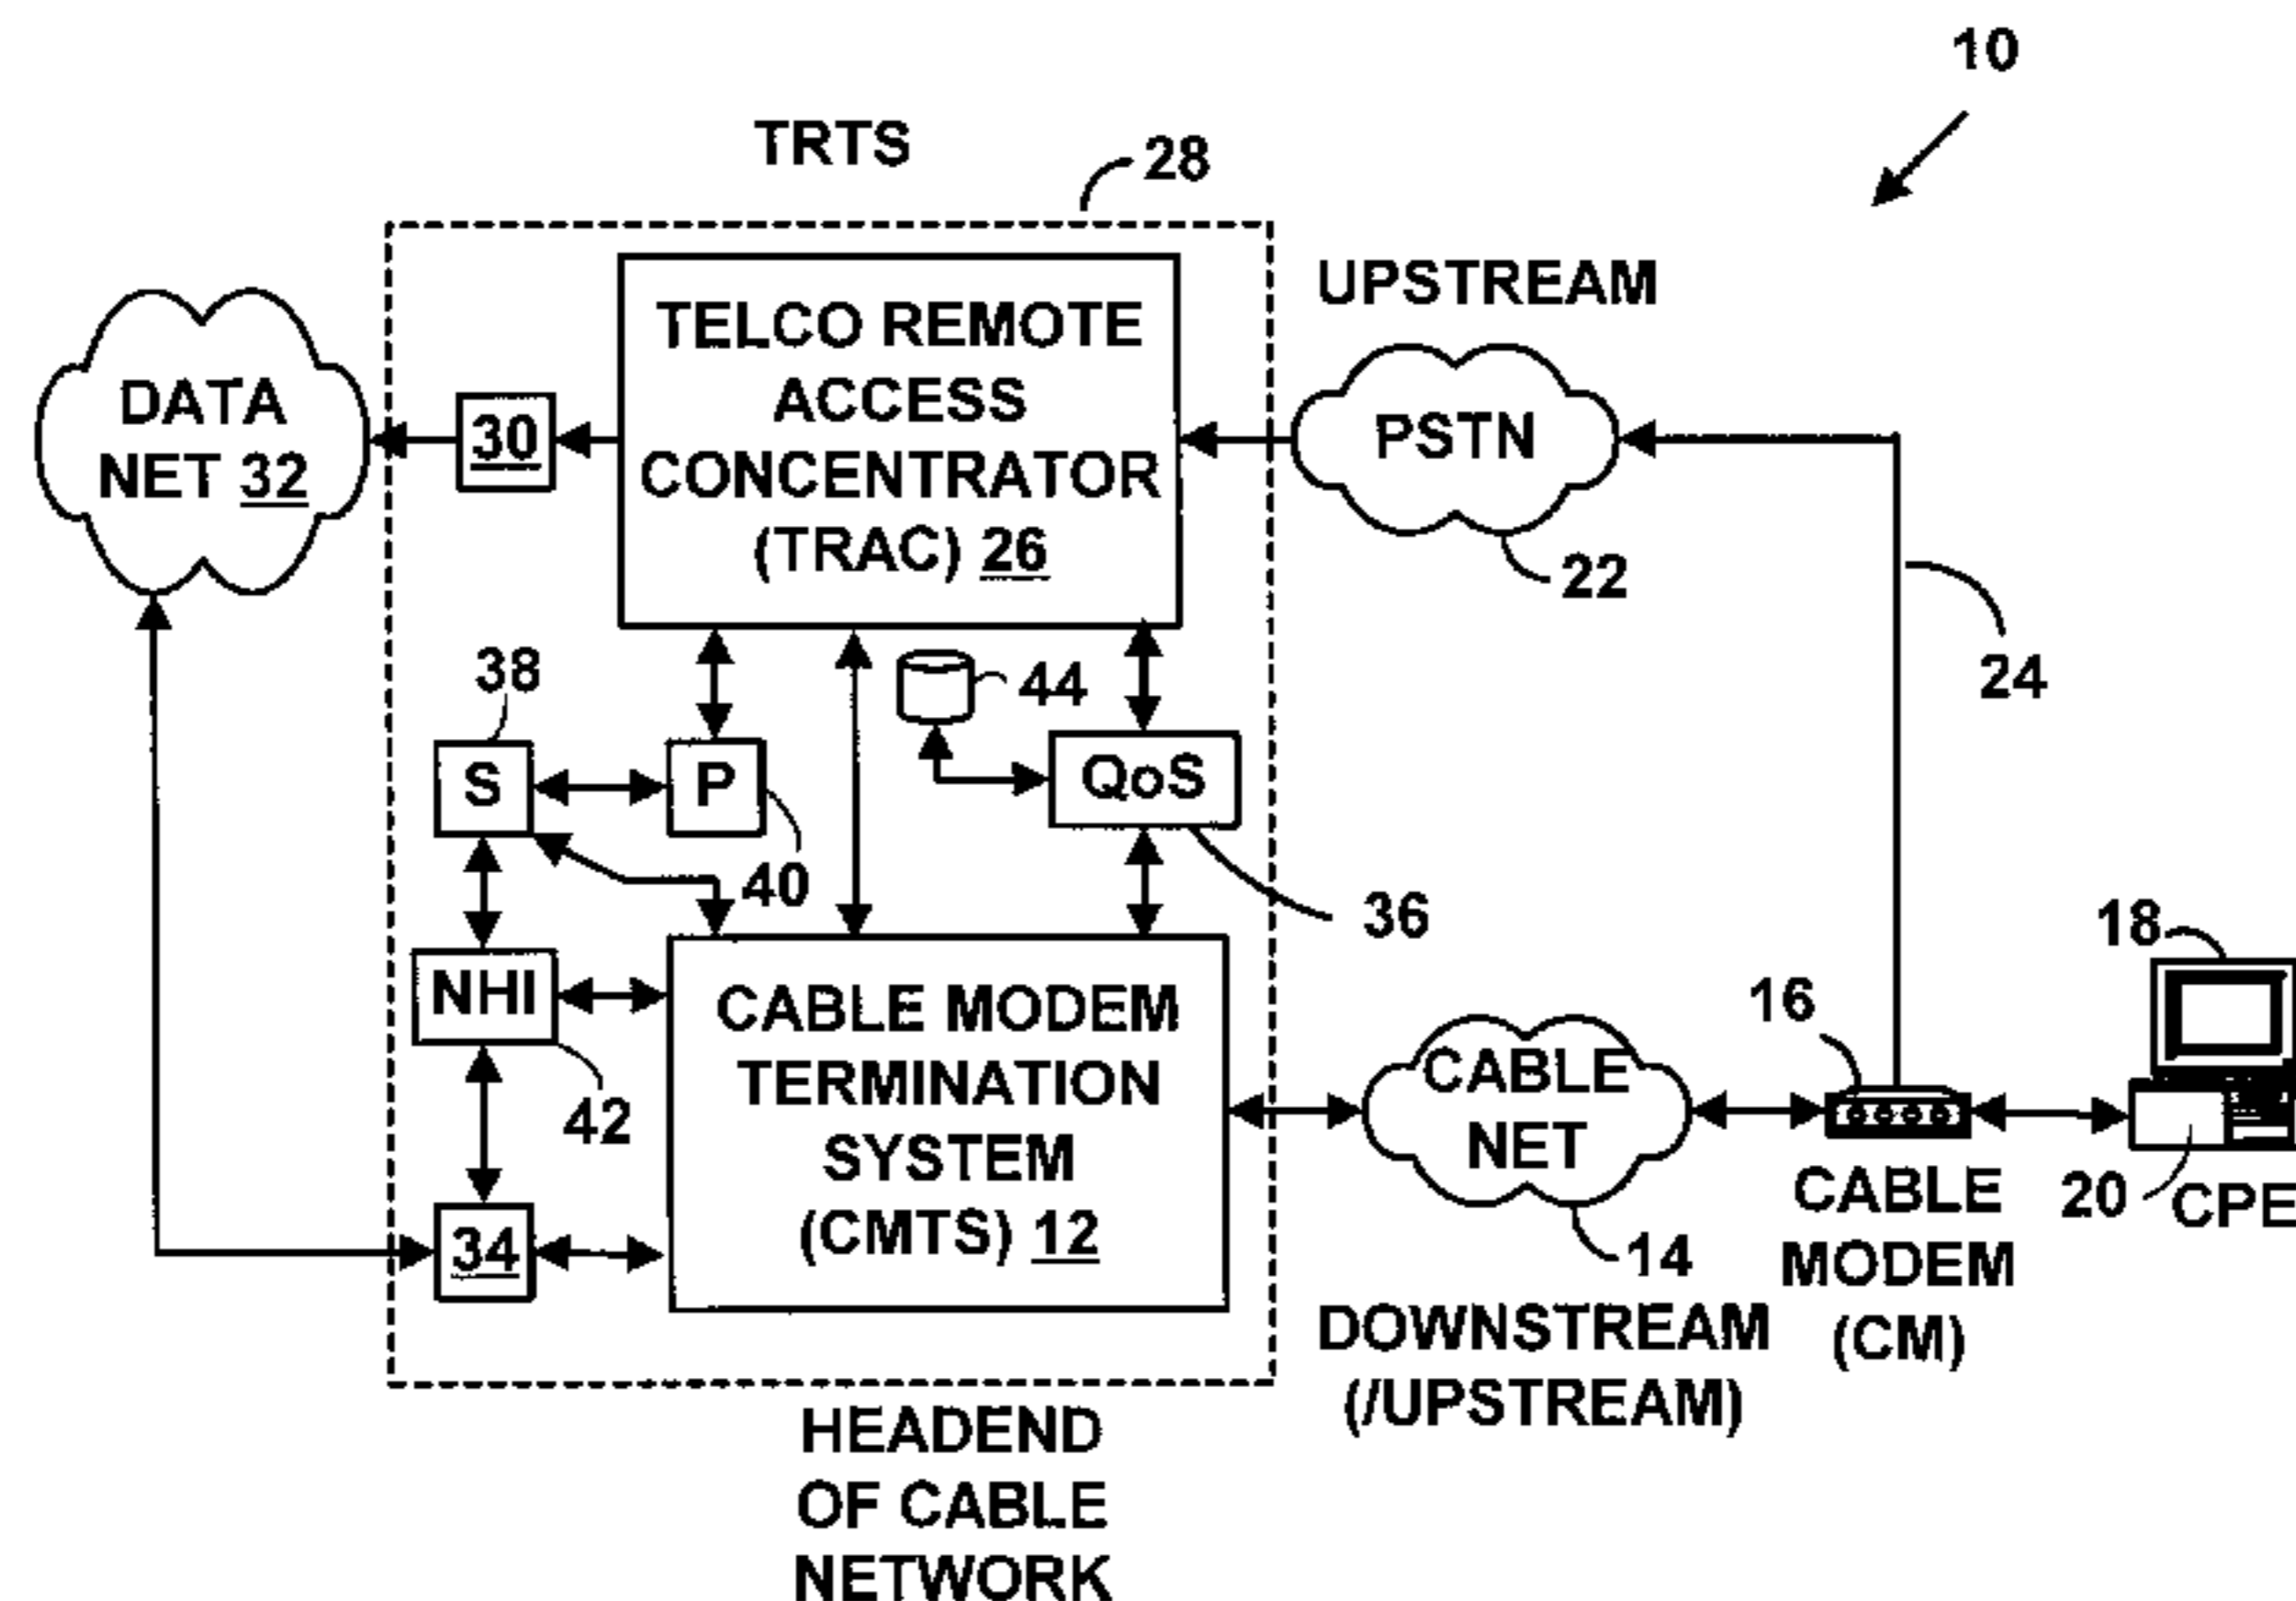 10
TRTS
28
UPSTREAM
TELCO REMOTE
ACCESS
CONCENTRATOR
(TRAC) 26
DATA
NET 32
30
PSTN
22
24
38
44
S
P
QoS
40
36
NHI
42
CABLE MODEM
TERMINATION
SYSTEM
(CMTS) 12
34
CABLE
NET
14
16
18
20
CPE
CABLE
MODEM
(CM)
DOWNSTREAM
(/UPSTREAM)
HEADEND
OF CABLE
NETWORK